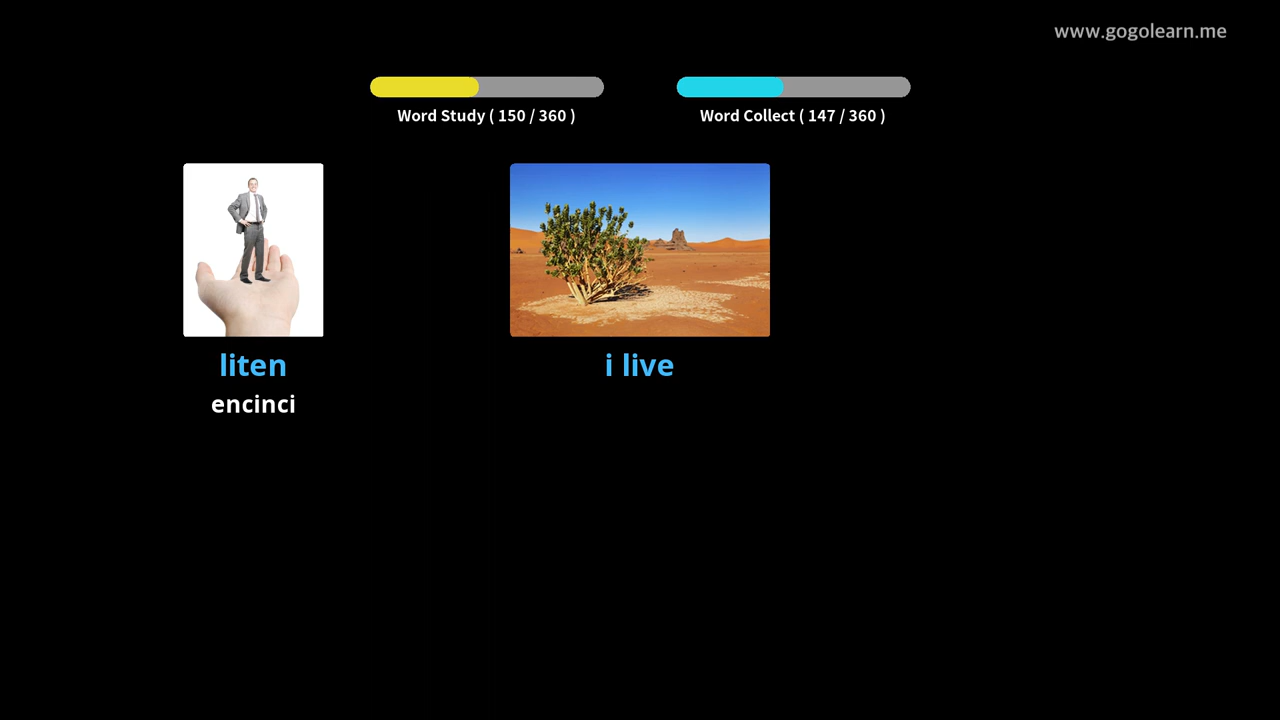 www.gogolearn.me
Word Study ( 150 / 360 )
Word Collect ( 147 / 360 )
liten
encinci
i live